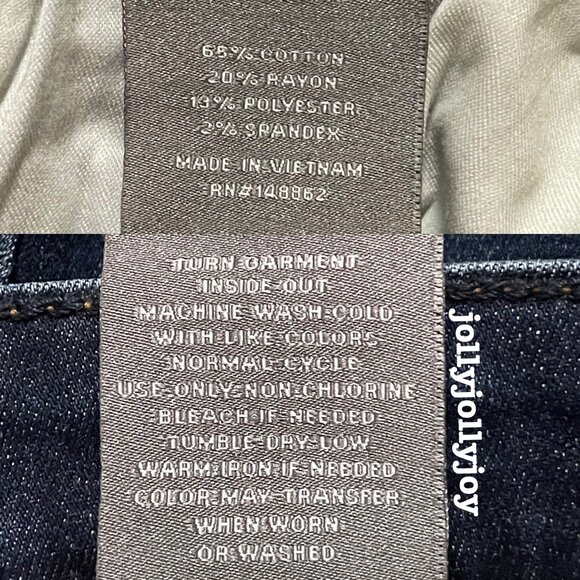 65% COTTON
20% RAYON
13% POLYESTER
2% SPANDEX
MADE IN VIETNAM
RN#148862
TURN GARMENT
INSIDE OUT
MACHINE WASH COLD
WITH LIKE COLORS
NORMAL CYCLE
USE ONLY NON-CHLORINE
BLEACH IF NEEDED
TUMBLE DRY LOW
WARM IRON IF NEEDED
COLOR MAY TRANSFER
WHEN WORN
OR WASHED
jollyjollyjoy